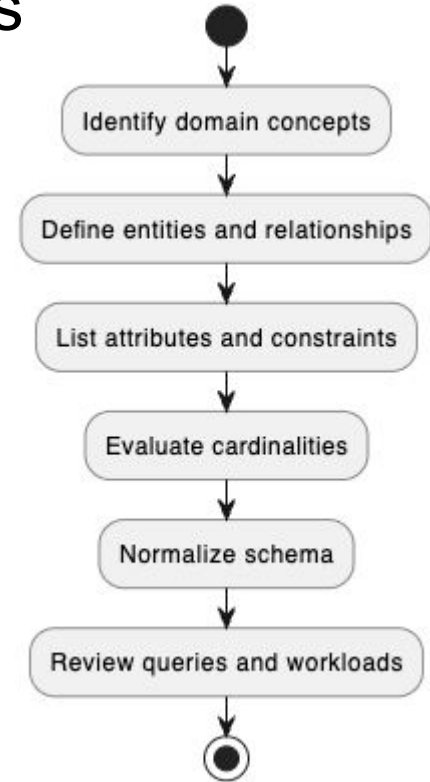 s
Identify domain concepts
Define entities and relationships
List attributes and constraints
Evaluate cardinalities
Normalize schema
Review queries and workloads